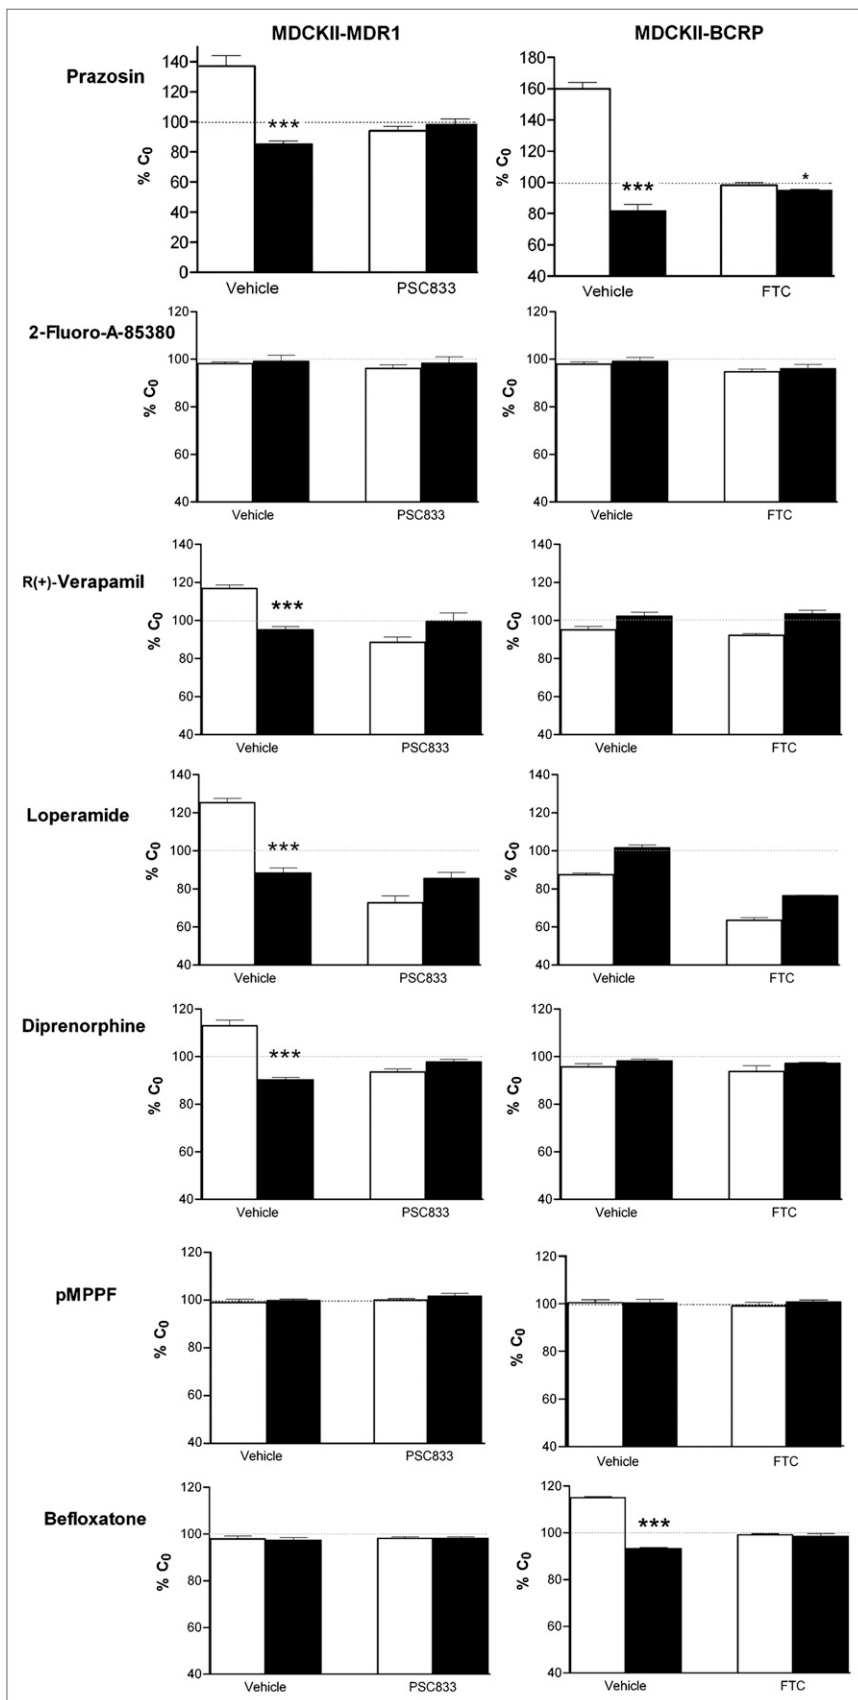 MDCKII-MDR1
MDCKII-BCRP
Prazosin
% C0
140
120
100
80
60
40
20
0
***
Vehicle
PSC833
% C0
160
140
120
100
80
60
40
***
*
Vehicle
FTC
2-Fluoro-A-85380
% C0
120
100
80
60
40
Vehicle
PSC833
% C0
120
100
80
60
40
Vehicle
FTC
R(+)-Verapamil
% C0
140
120
100
80
60
40
***
Vehicle
PSC833
% C0
140
120
100
80
60
40
Vehicle
FTC
Loperamide
% C0
140
120
100
80
60
40
***
Vehicle
PSC833
% C0
140
120
100
80
60
40
Vehicle
FTC
Diprenorphine
% C0
120
100
80
60
40
***
Vehicle
PSC833
% C0
120
100
80
60
40
Vehicle
FTC
pMPPF
% C0
120
100
80
60
40
Vehicle
PSC833
% C0
120
100
80
60
40
Vehicle
FTC
Befloxatone
% C0
120
100
80
60
40
Vehicle
PSC833
% C0
120
100
80
60
40
***
Vehicle
FTC